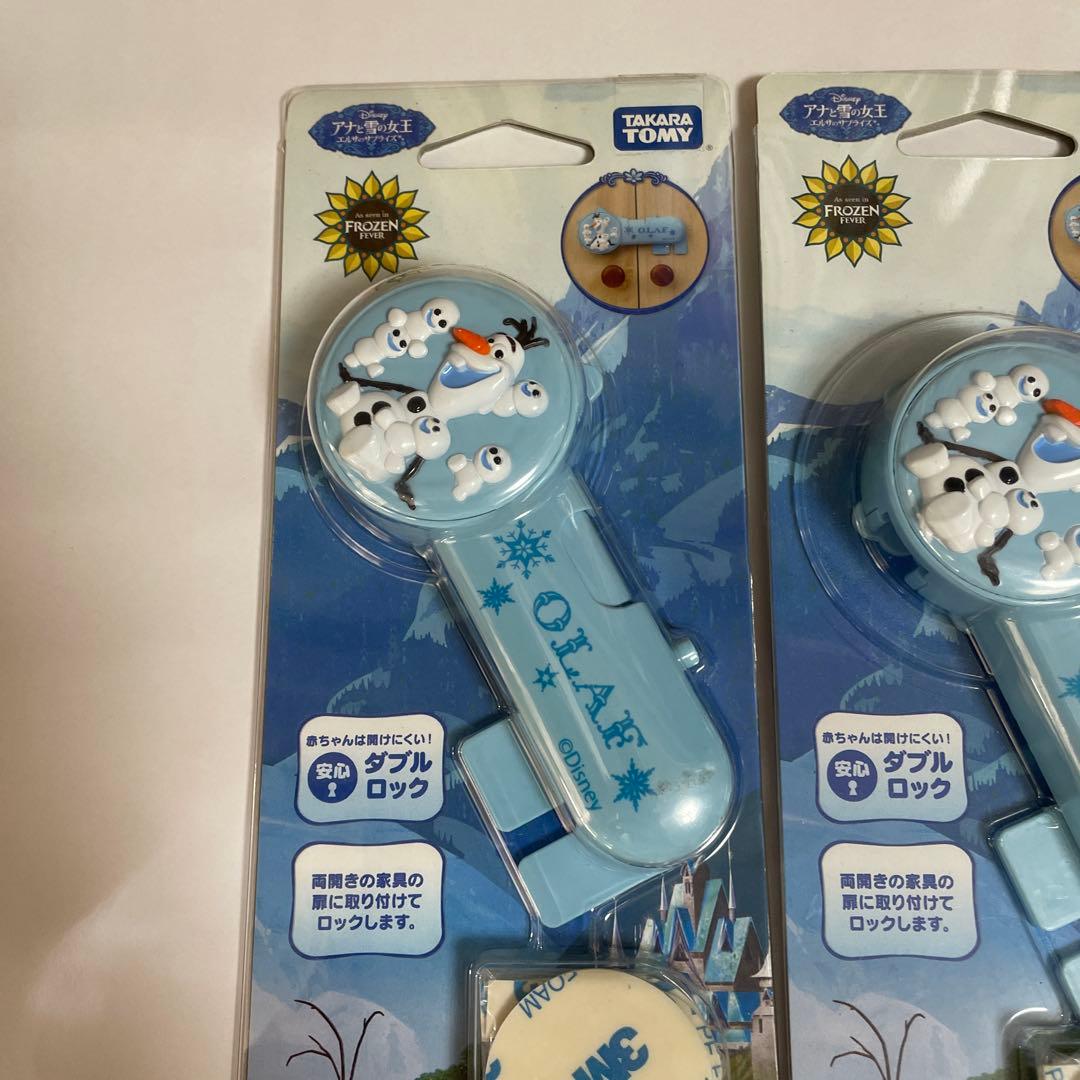 Disney
アナと雪の女王
エルサのサプライズ
TAKARA
TOMY
As seen in
FROZEN
FEVER
OLAF
OLAF
©Disney
赤ちゃんは開けにくい!
安心
ダブル
ロック
両開きの家具の
扉に取り付けて
ロックします。
FOAM
3M
Disney
アナと雪の女王
エルサのサプライズ
As seen in
FROZEN
FEVER
赤ちゃんは開けにくい!
安心
ダブル
ロック
両開きの家具の
扉に取り付けて
ロックします。